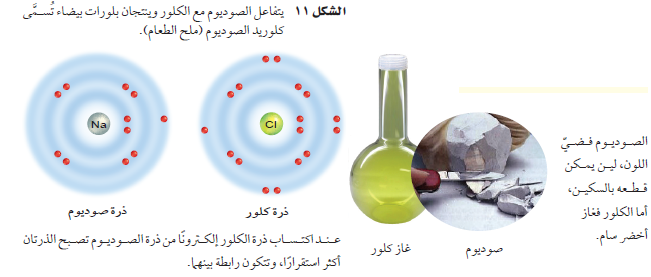 الشكل ١١ يتفاعل الصوديوم مع الكلور وينتجان بلورات بيضاء تُسمَّى
كلوريد الصوديوم (ملح الطعام).
Na
Cl
ذرة صوديوم
ذرة كلور
عند اكتساب ذرة الكلور إلكترونًا من ذرة الصوديوم تصبح الذرتان
أكثر استقرارًا، وتتكون رابطة بينهما.
غاز كلور
صوديوم
الصوديوم فضيّ
اللون، لين يمكن
قطعه بالسكين،
أما الكلور فغاز
أخضر سام.